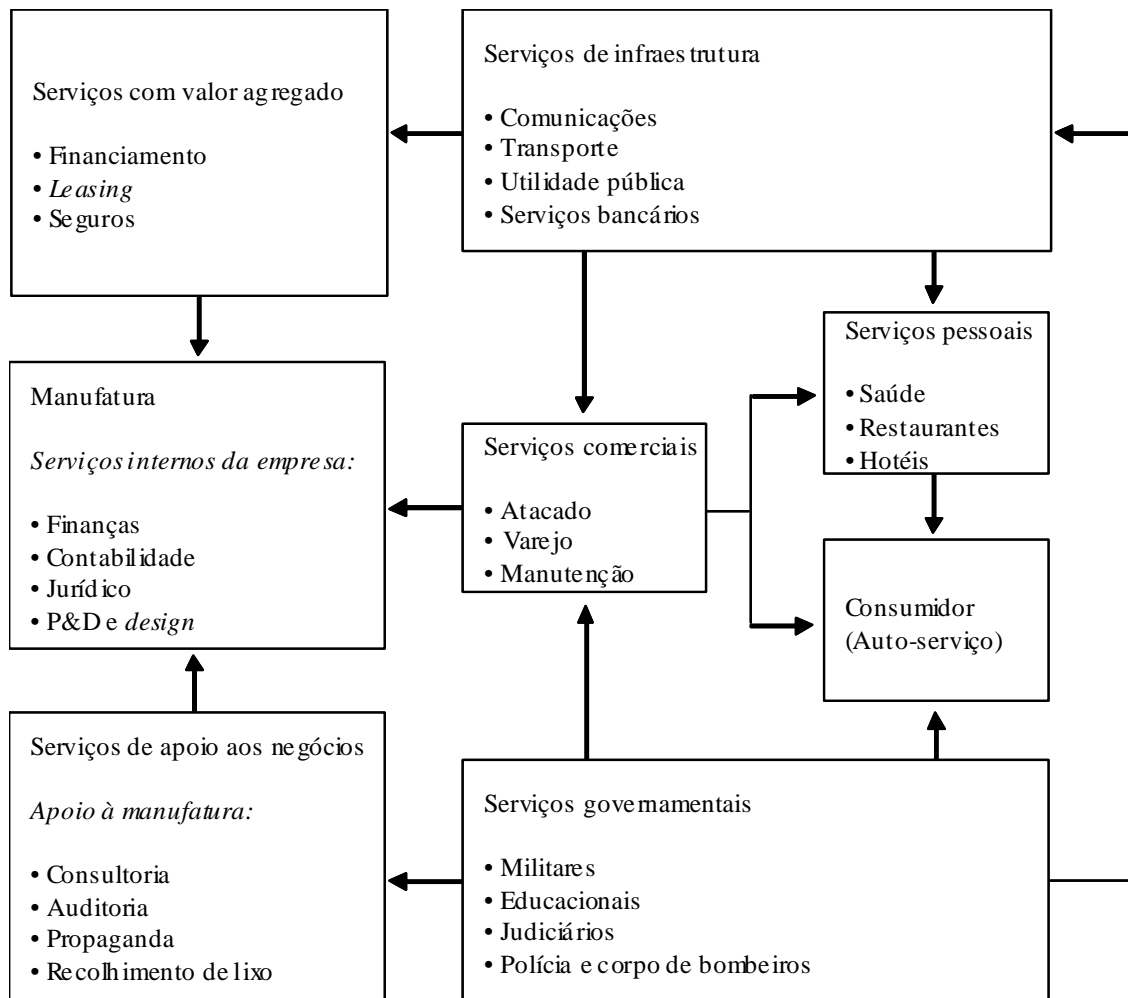 Serviços com valor agregado
• Financiamento
• Leasing
• Seguros
Serviços de infraestrutura
• Comunicações
• Transporte
• Utilidade pública
• Serviços bancários
Serviços pessoais
• Saúde
• Restaurantes
• Hotéis
Manufatura
Serviços internos da empresa:
• Finanças
• Contabilidade
• Jurídico
• P&D e design
Serviços comerciais
• Atacado
• Varejo
• Manutenção
Consumidor
(Auto-serviço)
Serviços de apoio aos negócios
Apoio à manufatura:
• Consultoria
• Auditoria
• Propaganda
• Recolhimento de lixo
Serviços governamentais
• Militares
• Educacionais
• Judiciários
• Polícia e corpo de bombeiros